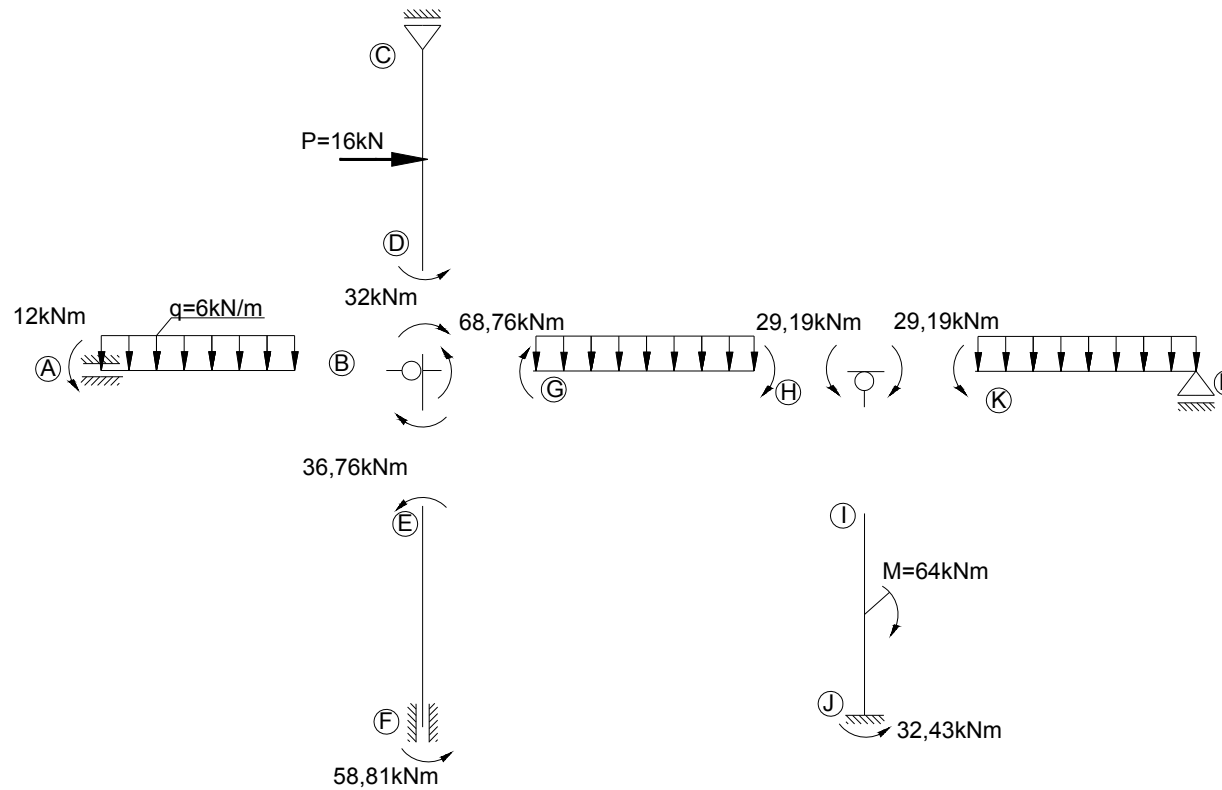 C
P=16kN
D
32kNm
12kNm
q=6kN/m
68,76kNm
29,19kNm
29,19kNm
A
B
G
H
K
36,76kNm
E
I
M=64kNm
F
J
32,43kNm
58,81kNm